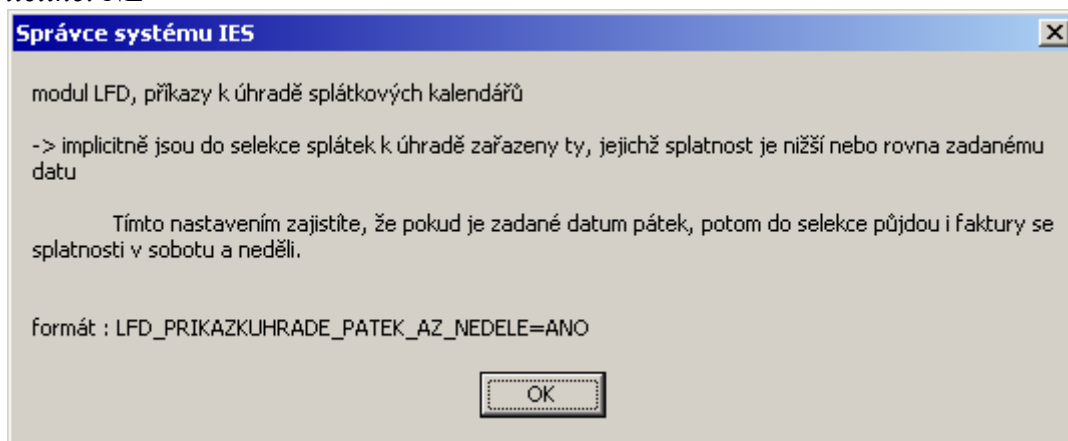 Správce systému IES
modul LFD, příkazy k úhradě splátkových kalendářů
-> implicitně jsou do selekce splátek k úhradě zařazeny ty, jejichž splatnost je nižší nebo rovna zadanému
datu
Tímto nastavením zajistíte, že pokud je zadané datum pátek, potom do selekce půjdou i faktury se
splatnosti v sobotu a neděli.
formát : LFD_PRIKAZKUHRADE_PATEK_AZ_NEDELE=ANO
OK